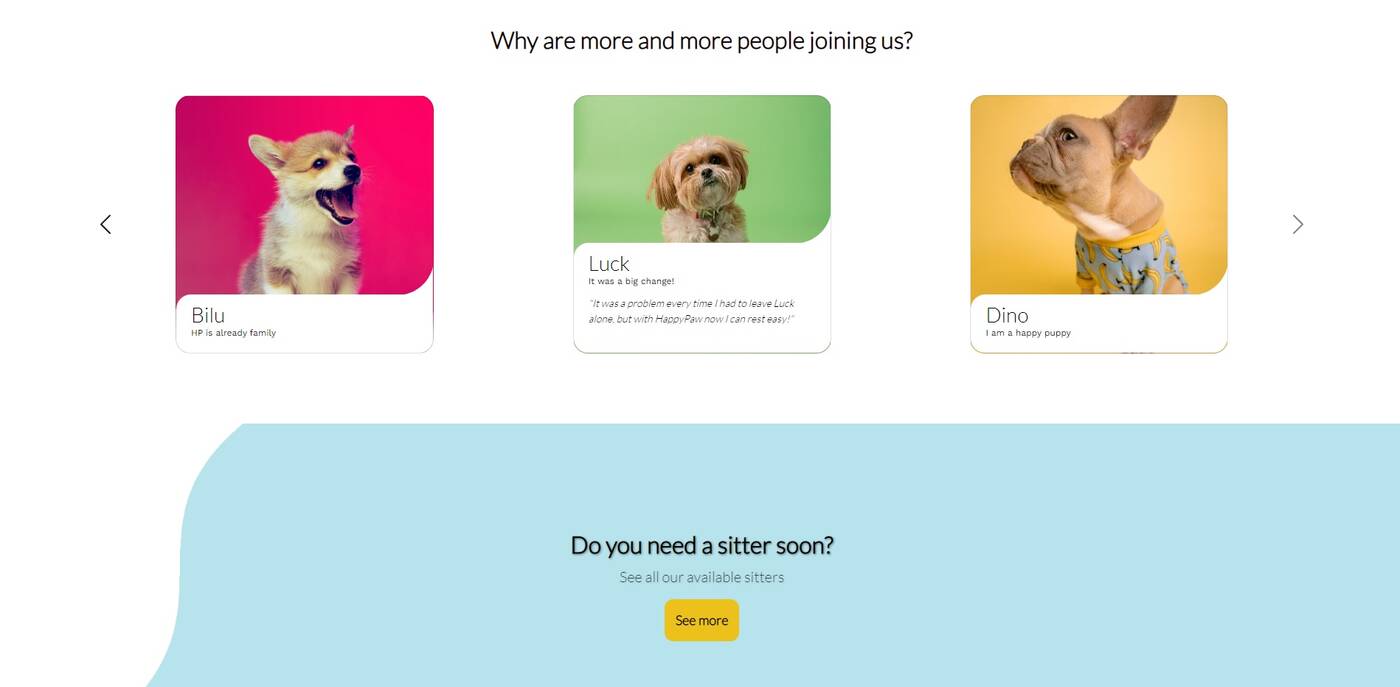 Why are more and more people joining us?
Bilu
HP is already family
Luck
It was a big change!
"It was a problem every time I had to leave Luck
alone, but with HappyPaw now I can rest easy!"
Dino
I am a happy puppy
Do you need a sitter soon?
See all our available sitters
See more